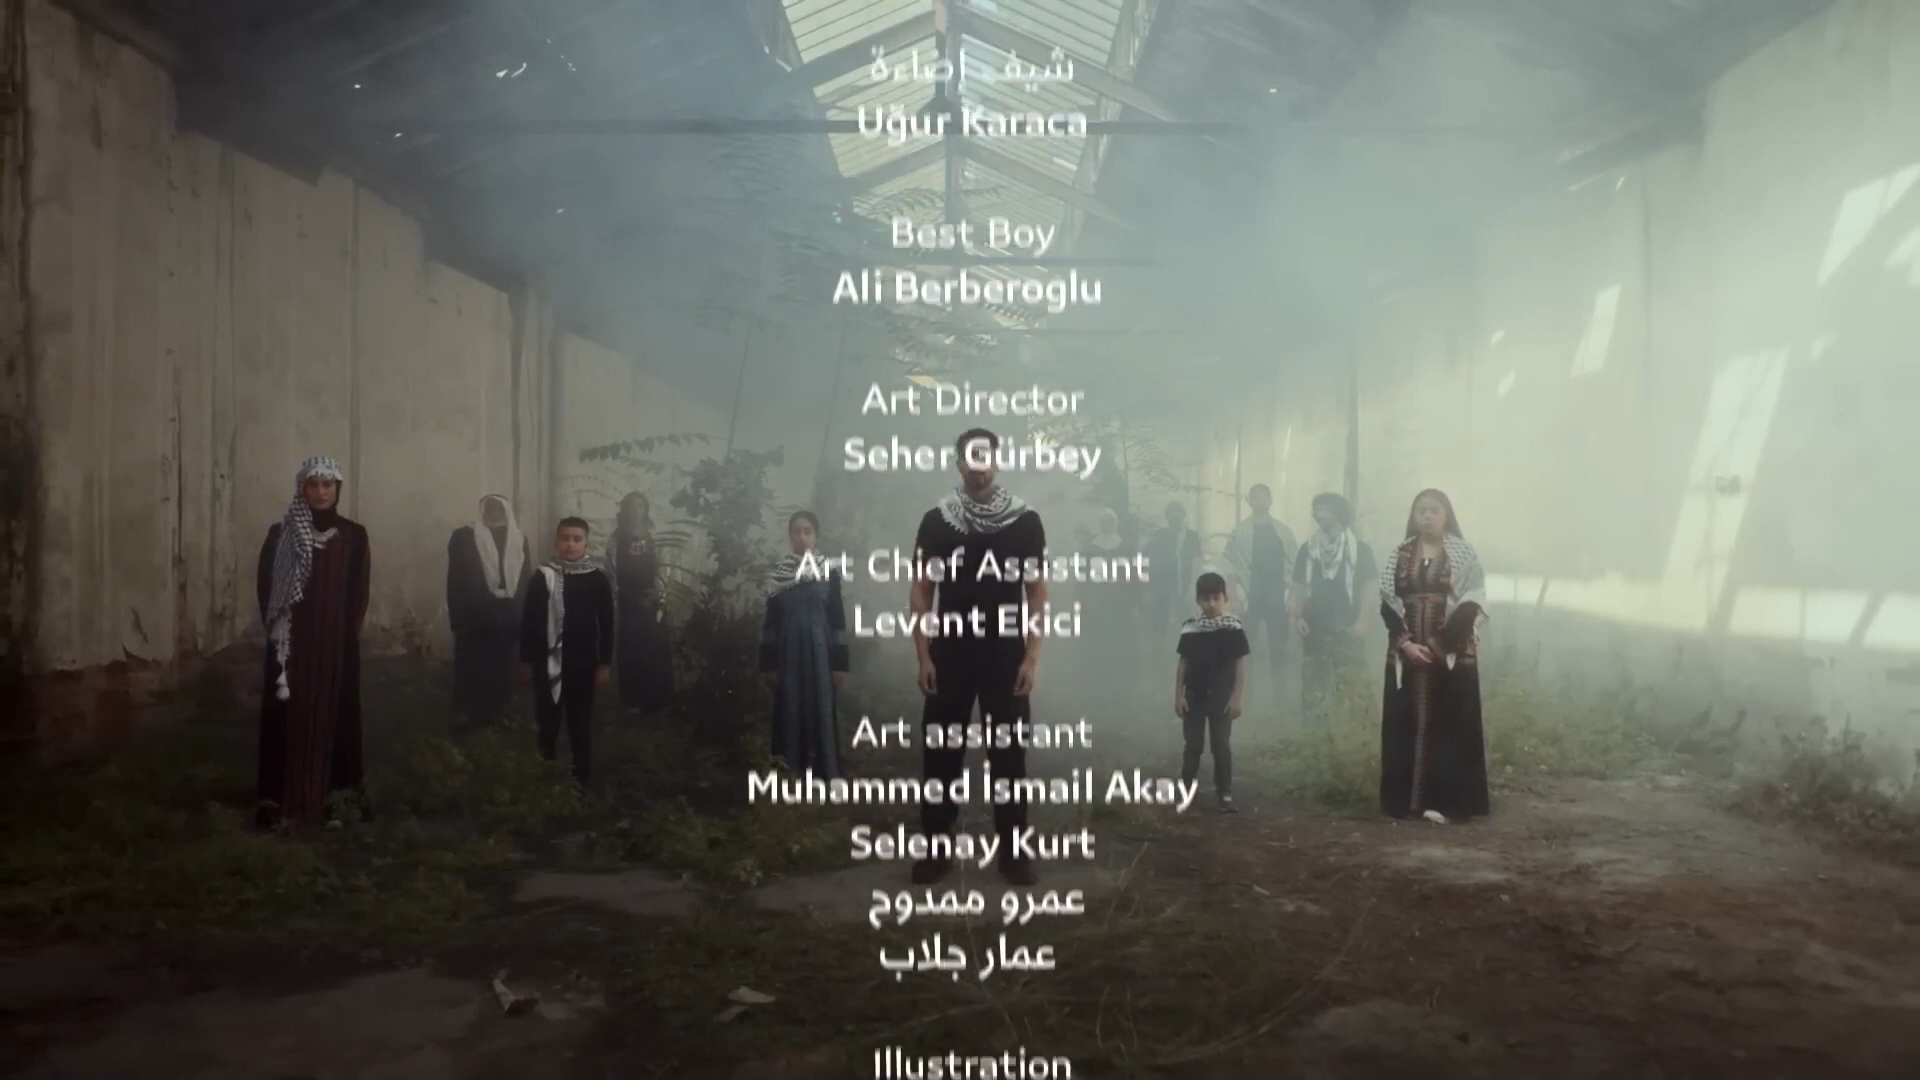 شيف إضاءة
Uğur Karaca
Best Boy
Ali Berberoglu
Art Director
Seher Gürbey
Art Chief Assistant
Levent Ekici
Art assistant
Muhammed İsmail Akay
Selenay Kurt
عمرو ممدوح
عمار جلاب
Illustration